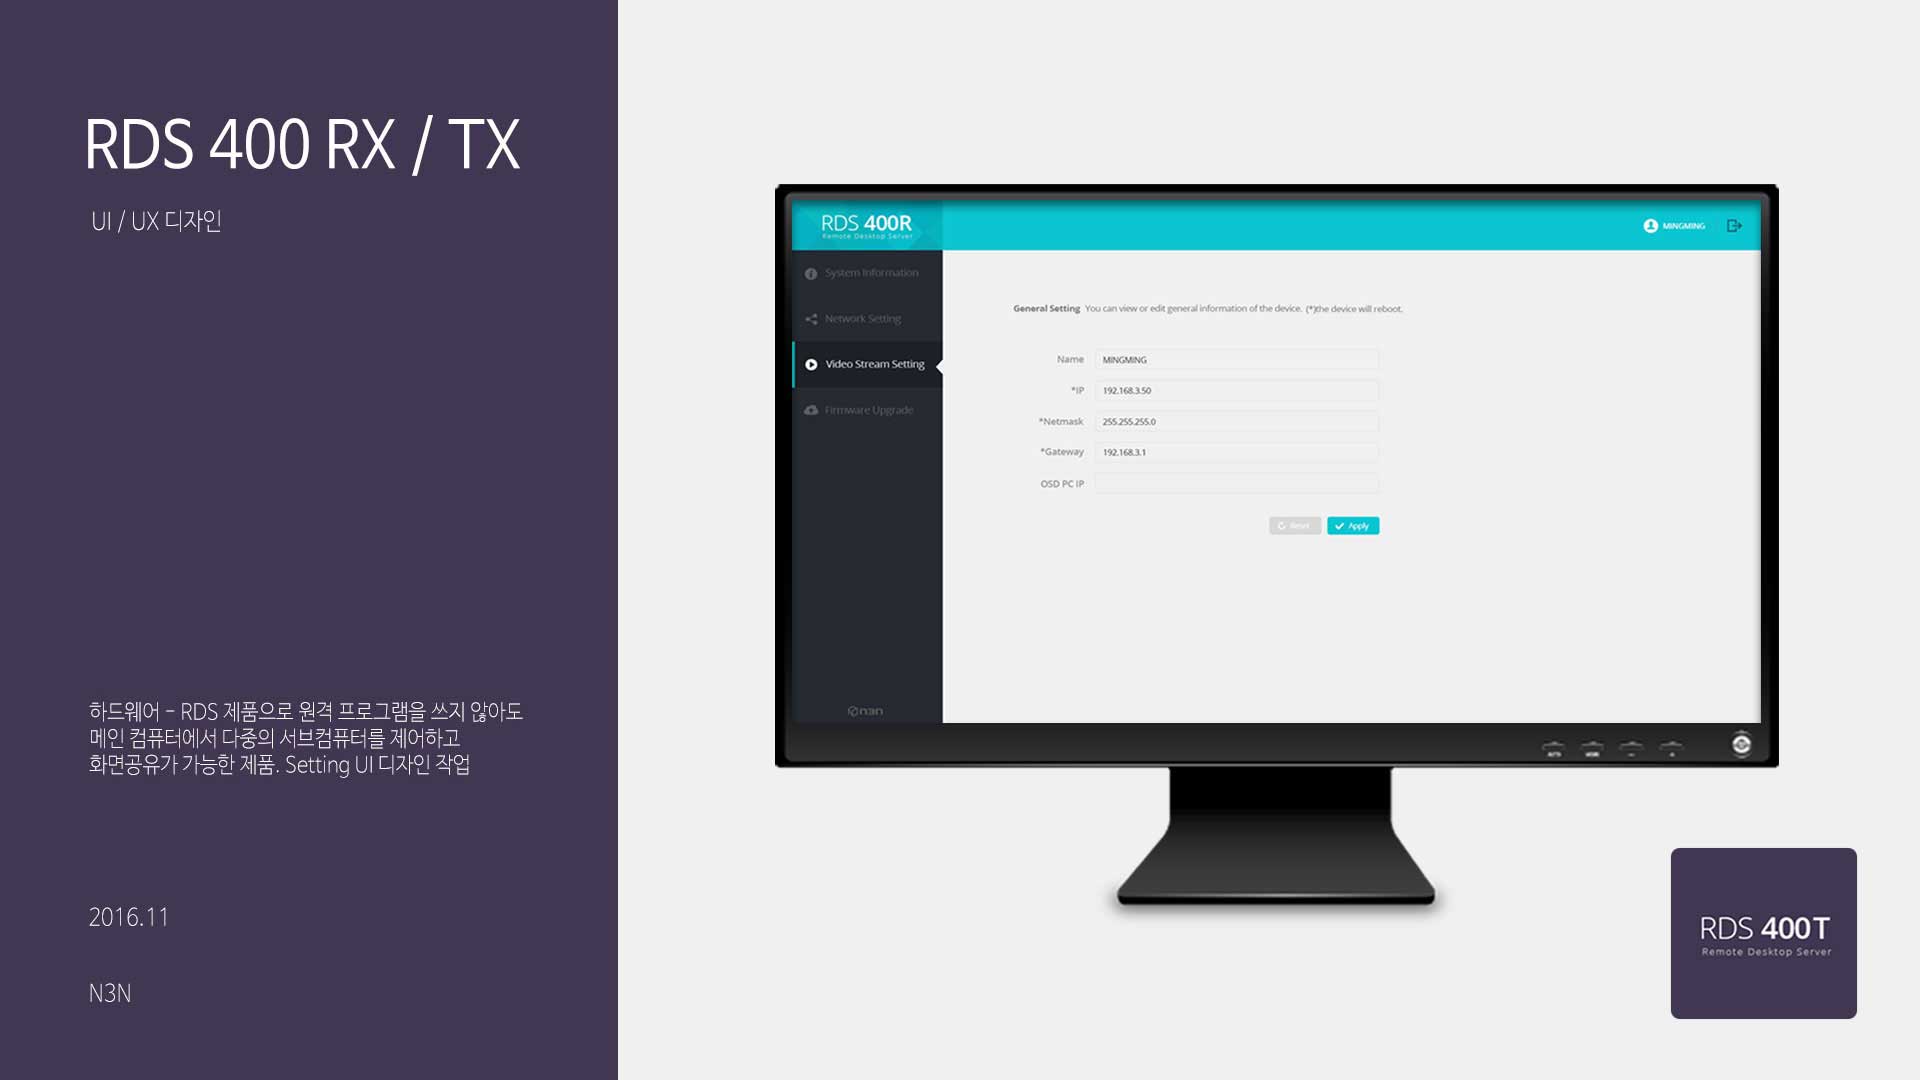 RDS 400 RX / TX
UI / UX 디자인
하드웨어 - RDS 제품으로 원격 프로그램을 쓰지 않아도
메인 컴퓨터에서 다중의 서브컴퓨터를 제어하고
화면공유가 가능한 제품. Setting UI 디자인 작업
2016.11
N3N
RDS 400R
Remote Desktop Server
MINGMING
System Information
Network Setting
Video Stream Setting
Firmware Upgrade
n3n
General Setting You can view or edit general information of the device. (*)the device will reboot.
Name MINGMING
*IP 192.168.3.50
*Netmask 255.255.255.0
*Gateway 192.168.3.1
OSD PC IP
Reset Apply
AUTO
RDS 400T
Remote Desktop Server